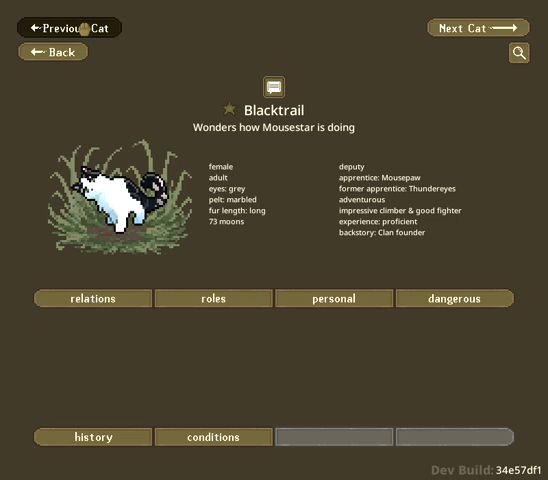 Previous Cat
Next Cat
Back
Blacktrail
Wonders how Mousestar is doing
female
adult
eyes: grey
pelt: marbled
fur length: long
73 moons
deputy
apprentice: Mousepaw
former apprentice: Thundereyes
adventurous
impressive climber & good fighter
experience: proficient
backstory: Clan founder
relations
roles
personal
dangerous
history
conditions
Dev Build: 34e57df1